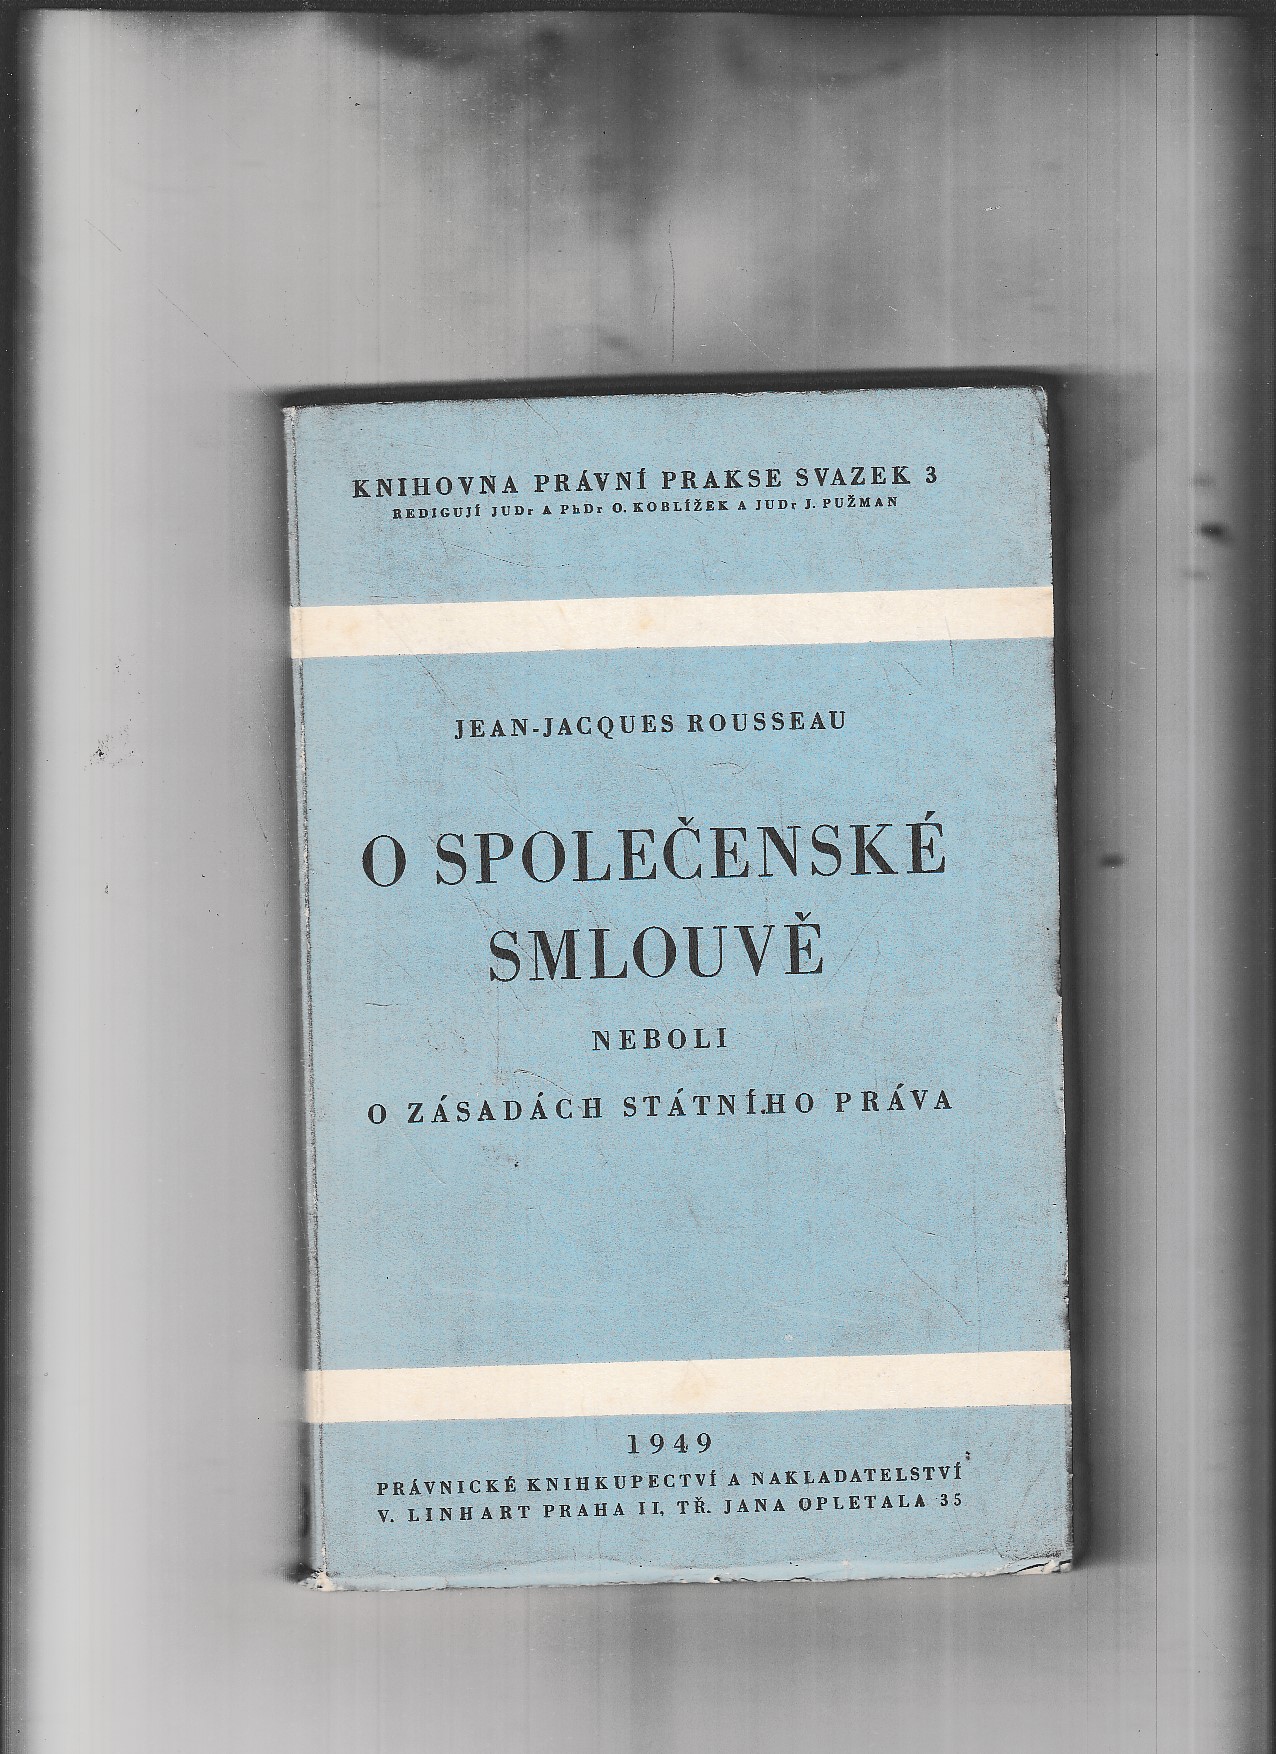 KNIHOVNA PRÁVNÍ PRAKSE SVAZEK 3
REDIGUJÍ JUDr A PhDr O. KOBLÍŽEK A JUDr J. PUŽMAN
JEAN-JACQUES ROUSSEAU
O SPOLEČENSKÉ
SMLOUVĚ
NEBOLI
O ZÁSADÁCH STÁTNÍHO PRÁVA
1949
PRÁVNICKÉ KNIHKUPECTVÍ A NAKLADATELSTVÍ
V. LINHART PRAHA II, TŘ. JANA OPLETALA 35